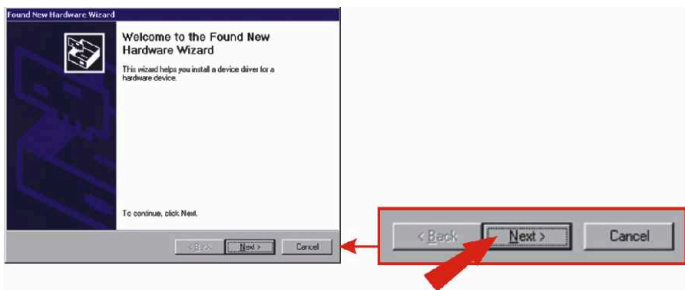 Found New Hardware Wizard
Welcome to the Found New
Hardware Wizard
This wizard helps you install a device driver for a
hardware device.
To continue, click Next.
< Back Next > Cancel
< Back Next > Cancel